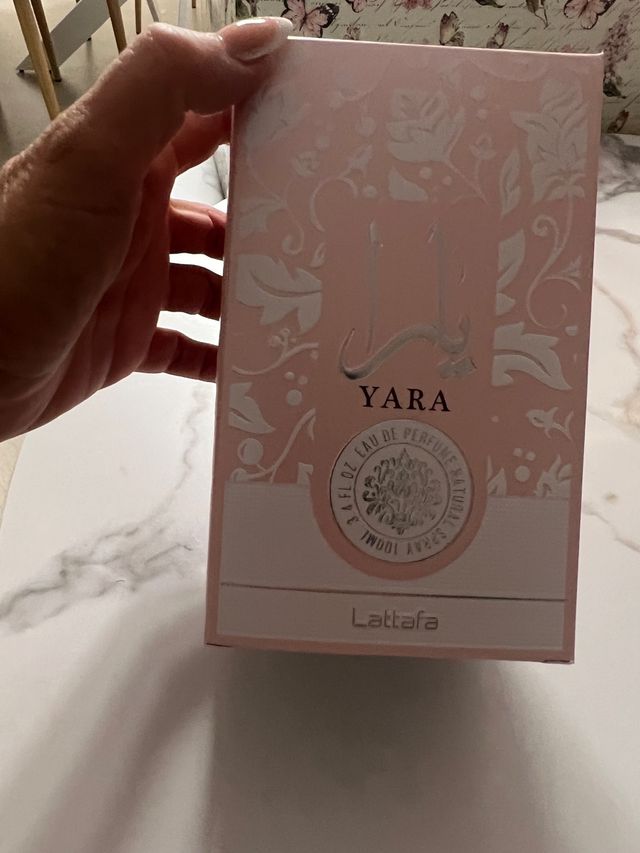 يارا
YARA
EAU DE PERFUME NATURAL SPRAY 100ML 3.4 FL.OZ
Lattafa